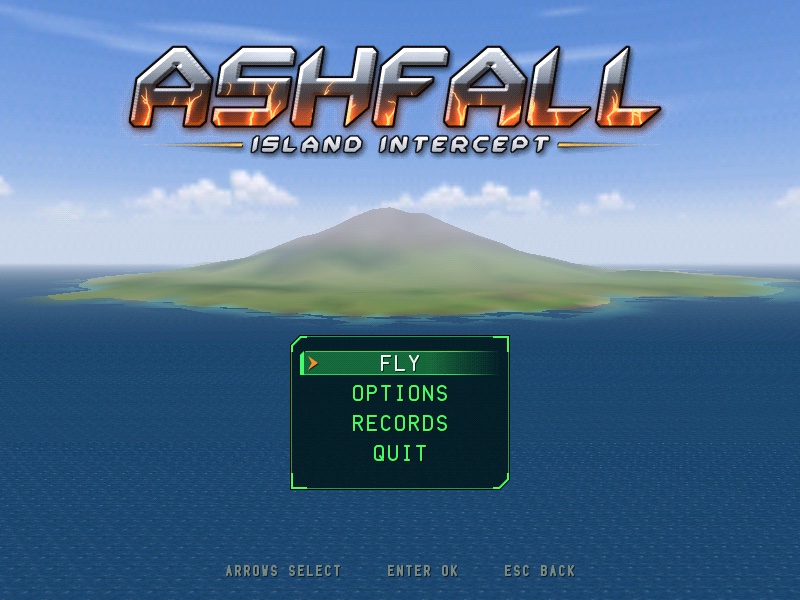 ASHFALL
ISLAND INTERCEPT
FLY
OPTIONS
RECORDS
QUIT
ARROWS SELECT ENTER OK ESC BACK